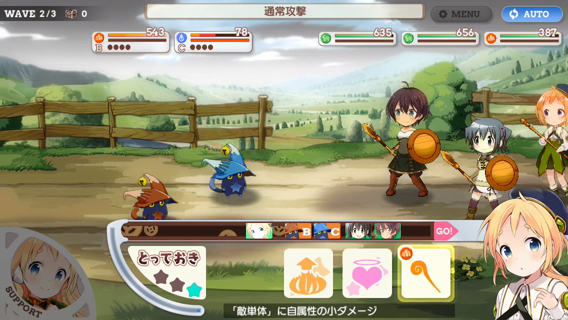 WAVE 2/3 0
通常攻撃
MENU
AUTO
543
B
78
C
635
656
387
B C
GO!
とっておき
SUPPORT
「敵単体」に自属性の小ダメージ